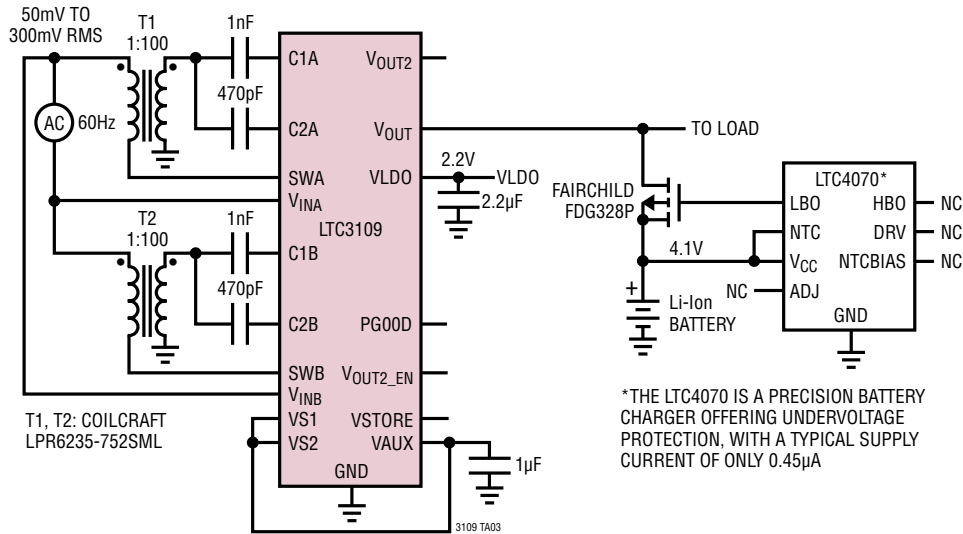 50mV TO
300mV RMS
T1
1:100
1nF
470pF
AC
60Hz
T2
1:100
1nF
470pF
T1, T2: COILCRAFT
LPR6235-752SML
C1A
C2A
SWA
VINA
C1B
C2B
SWB
VINB
VS1
VS2
LTC3109
GND
VOUT2
VOUT
VLDO
PG00D
VOUT2_EN
VSTORE
VAUX
2.2V
VLDO
2.2µF
1µF
3109 TA03
TO LOAD
FAIRCHILD
FDG328P
4.1V
+
Li-Ion
BATTERY
NC
LTC4070*
LBO
NTC
VCC
ADJ
HBO
DRV
NTCBIAS
GND
NC
NC
NC
*THE LTC4070 IS A PRECISION BATTERY
CHARGER OFFERING UNDERVOLTAGE
PROTECTION, WITH A TYPICAL SUPPLY
CURRENT OF ONLY 0.45µA